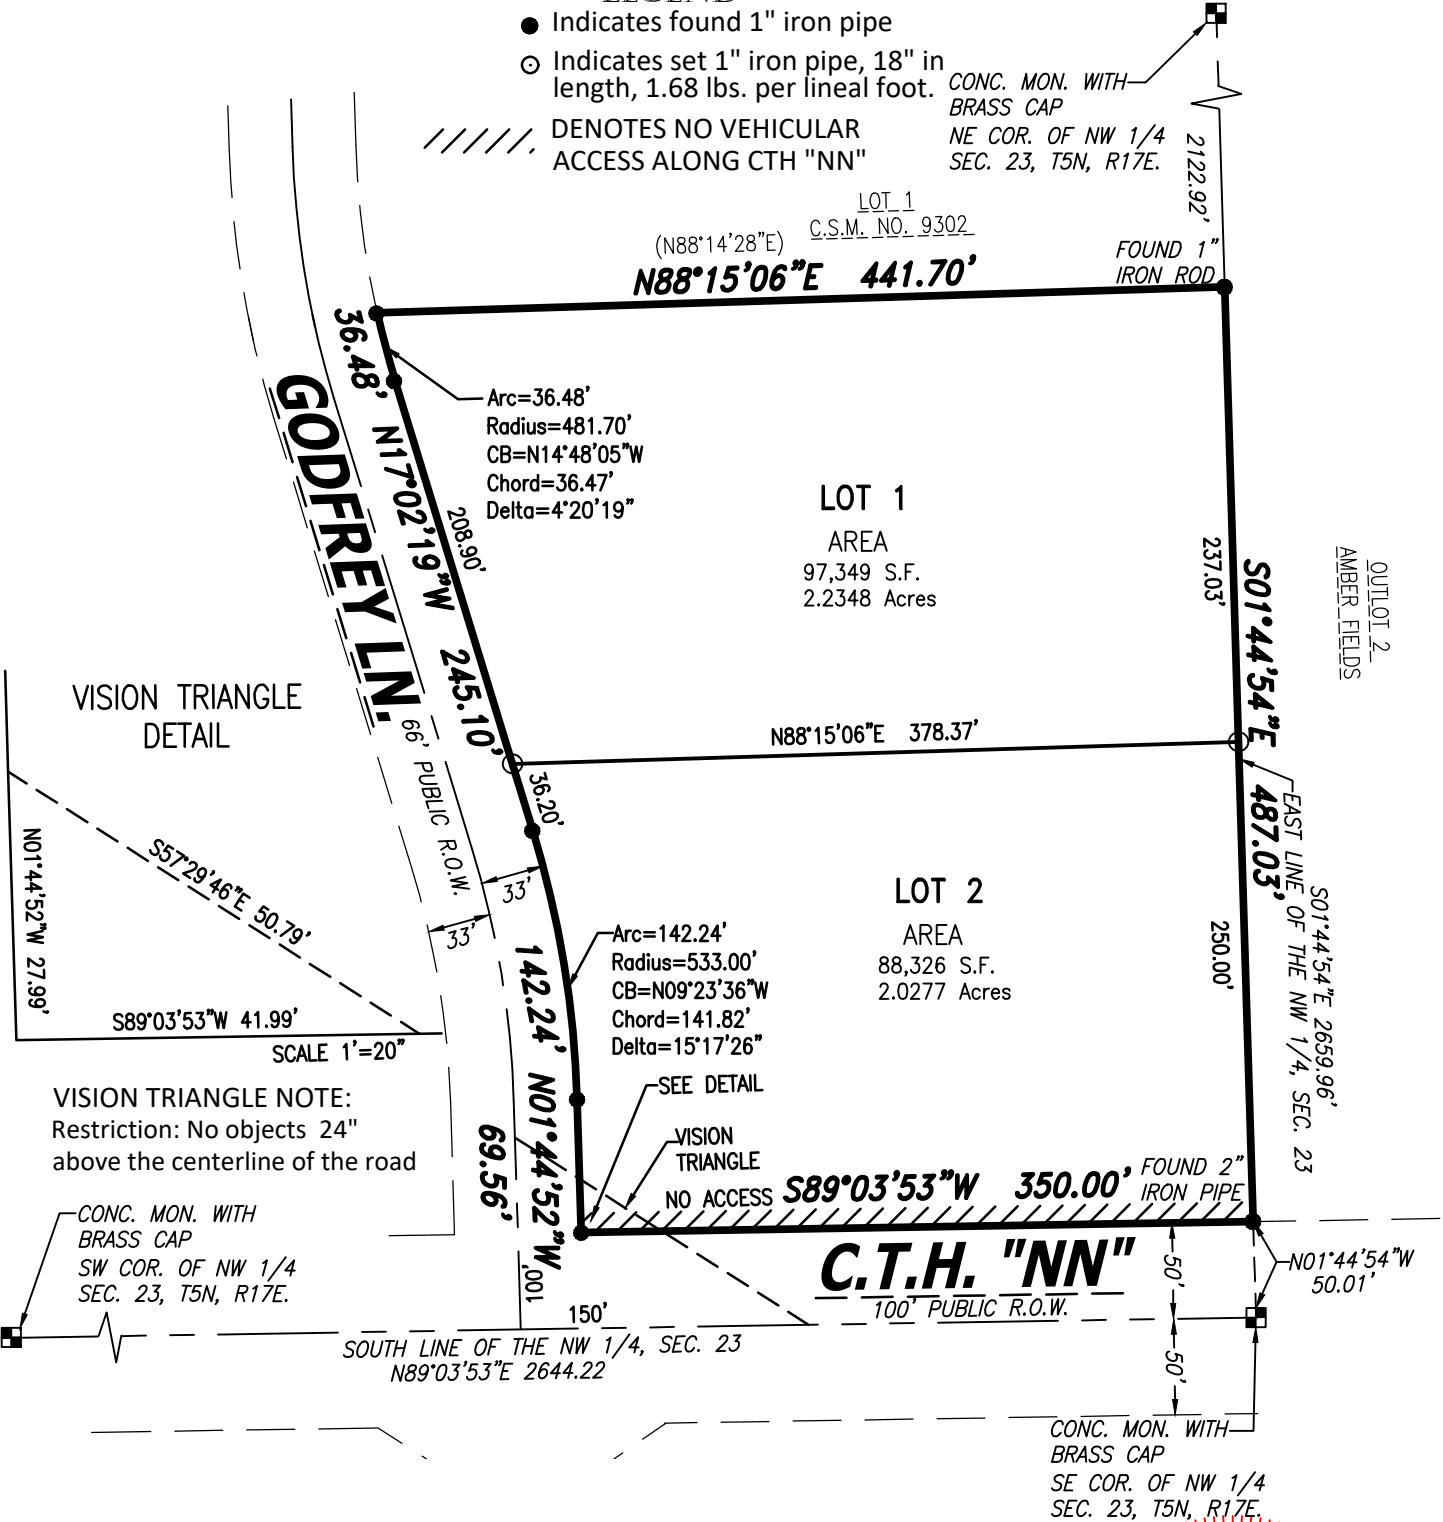 LEGEND
Indicates found 1" iron pipe
Indicates set 1" iron pipe, 18" in
length, 1.68 lbs. per lineal foot.
DENOTES NO VEHICULAR
ACCESS ALONG CTH "NN"
CONC. MON. WITH
BRASS CAP
NE COR. OF NW 1/4
SEC. 23, T5N, R17E.
2122.92'
LOT 1
C.S.M. NO. 9302
(N88°14'28"E)
N88°15'06"E 441.70'
FOUND 1"
IRON ROD
36.48'
Arc=36.48'
Radius=481.70'
CB=N14°48'05"W
Chord=36.47'
Delta=4°20'19"
GODFREY LN.
66' PUBLIC R.O.W.
N17°02'19"W 245.10'
208.90'
LOT 1
AREA
97,349 S.F.
2.2348 Acres
237.03'
S01°44'54"E 487.03'
OUTLOT 2
AMBER FIELDS
N88°15'06"E 378.37'
36.20'
EAST LINE OF THE NW 1/4, SEC. 23
S01°44'54"E 2659.96'
VISION TRIANGLE
DETAIL
N01°44'52"W 27.99'
S57°29'46"E 50.79'
S89°03'53"W 41.99'
SCALE 1'=20"
33'
33'
LOT 2
AREA
88,326 S.F.
2.0277 Acres
250.00'
142.24'
Arc=142.24'
Radius=533.00'
CB=N09°23'36"W
Chord=141.82'
Delta=15°17'26"
SEE DETAIL
VISION
TRIANGLE
NO ACCESS
N01°44'52"W
69.56'
S89°03'53"W 350.00'
FOUND 2"
IRON PIPE
VISION TRIANGLE NOTE:
Restriction: No objects 24"
above the centerline of the road
CONC. MON. WITH
BRASS CAP
SW COR. OF NW 1/4
SEC. 23, T5N, R17E.
C.T.H. "NN"
100' PUBLIC R.O.W.
100'
150'
50'
50'
N01°44'54"W
50.01'
SOUTH LINE OF THE NW 1/4, SEC. 23
N89°03'53"E 2644.22
CONC. MON. WITH
BRASS CAP
SE COR. OF NW 1/4
SEC. 23, T5N, R17E.